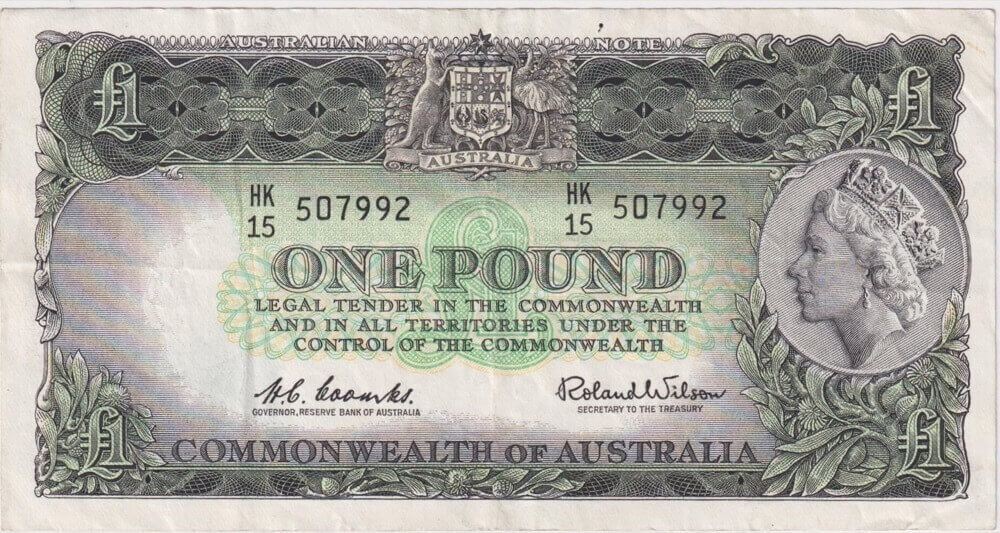 AUSTRALIAN NOTE
£1 £1
AUSTRALIA
HK 15 507992 HK 15 507992
ONE POUND
LEGAL TENDER IN THE COMMONWEALTH
AND IN ALL TERRITORIES UNDER THE
CONTROL OF THE COMMONWEALTH
H.C. Coombs. Roland Wilson
GOVERNOR, RESERVE BANK OF AUSTRALIA SECRETARY TO THE TREASURY
£1 £1
COMMONWEALTH OF AUSTRALIA